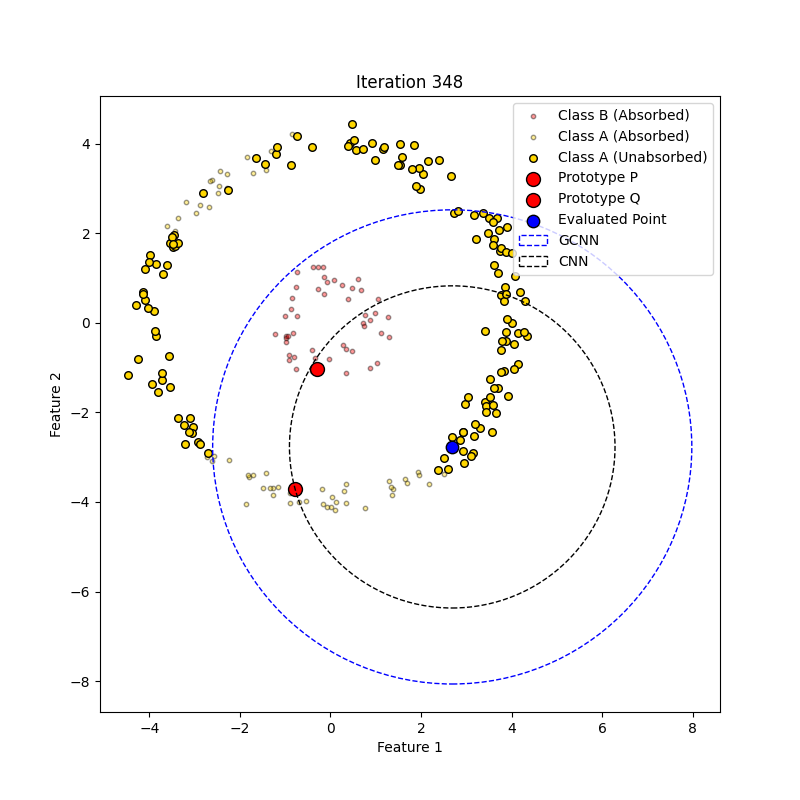 Iteration 348
Class B (Absorbed)
Class A (Absorbed)
Class A (Unabsorbed)
Prototype P
Prototype Q
Evaluated Point
GCNN
CNN
4
2
0
−2
−4
−6
−8
Feature 2
−4
−2
0
2
4
6
8
Feature 1